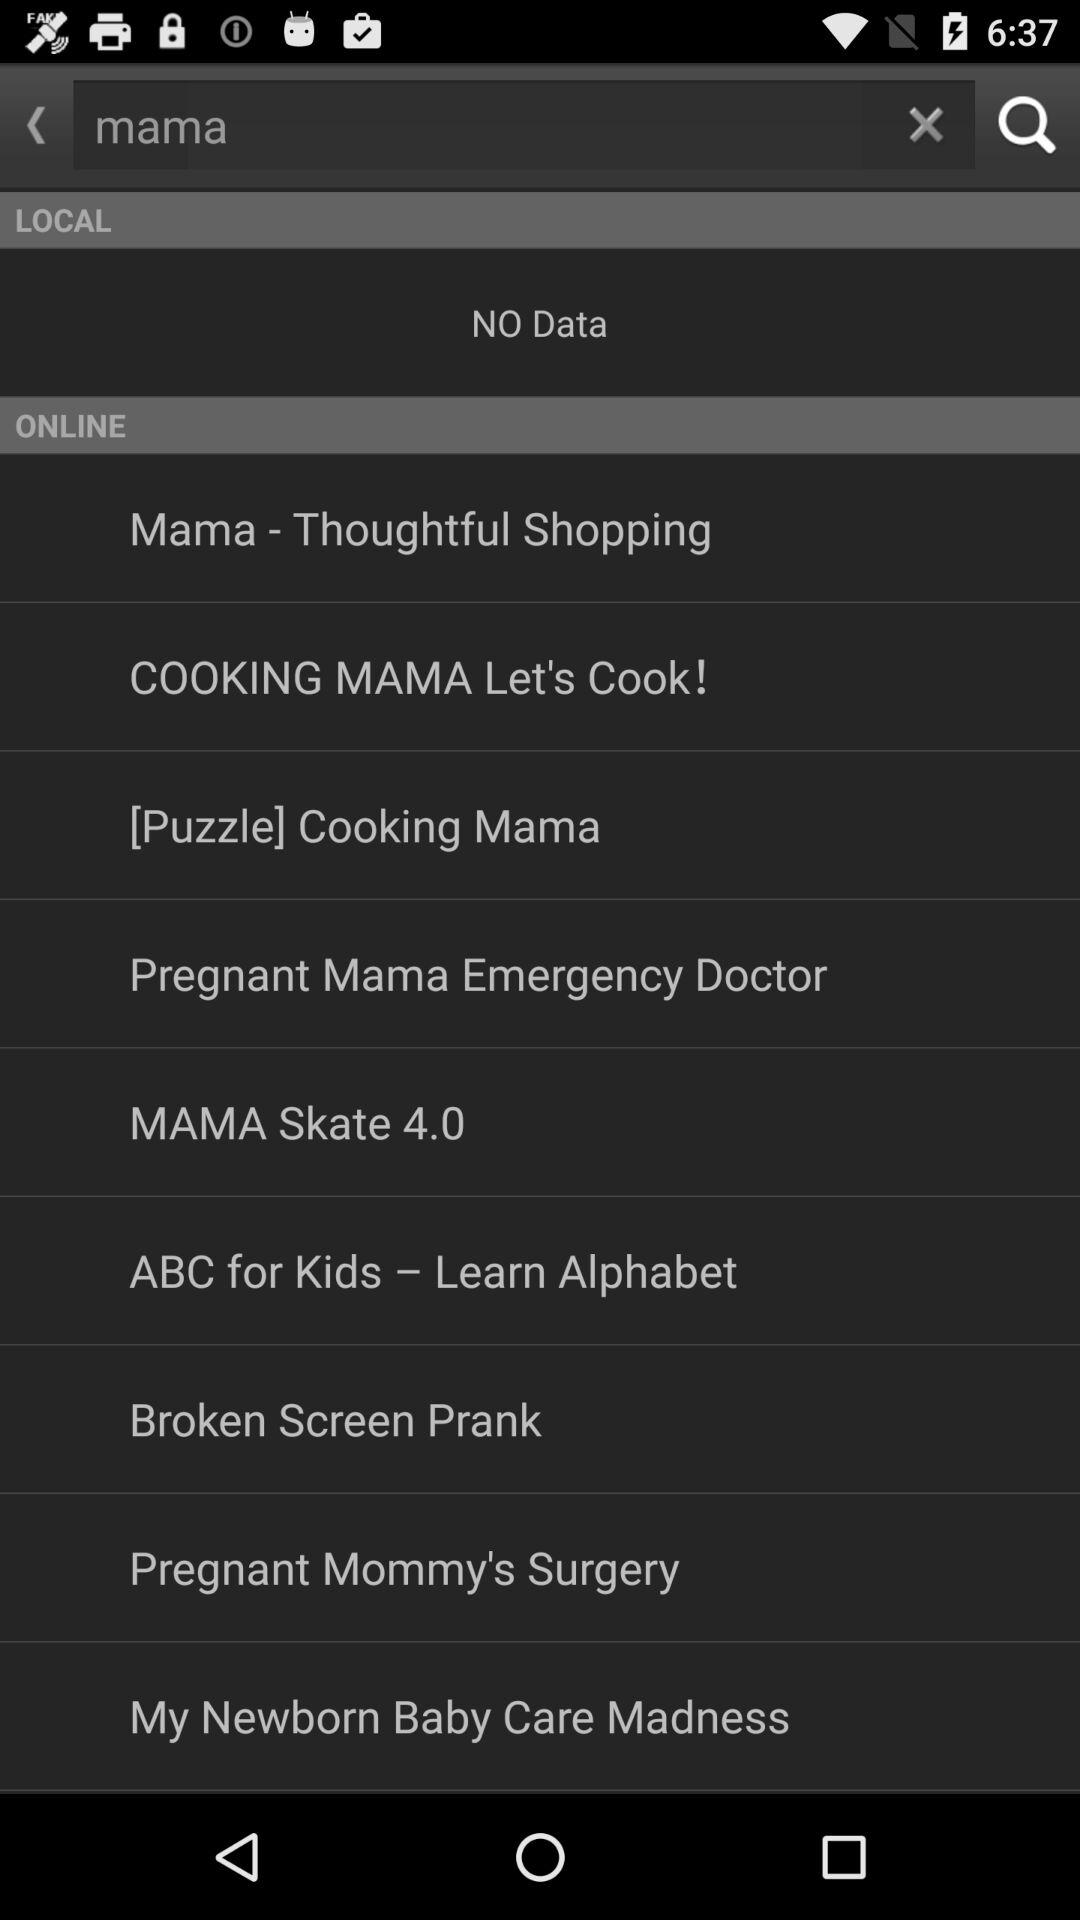 FAKE
6:37
mama
LOCAL
NO Data
ONLINE
Mama - Thoughtful Shopping
COOKING MAMA Let's Cook！
[Puzzle] Cooking Mama
Pregnant Mama Emergency Doctor
MAMA Skate 4.0
ABC for Kids – Learn Alphabet
Broken Screen Prank
Pregnant Mommy's Surgery
My Newborn Baby Care Madness